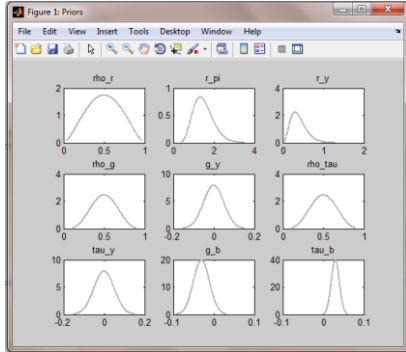 Figure 1: Priors
File Edit View Insert Tools Desktop Window Help
rho_r r_pi r_y
2 1 4
1 0.5 2
0 0 0
0 0.5 1 0 2 4 0 1 2
rho_g g_y rho_tau
4 10 4
2 5 2
0 0 0
0 0.5 1 -0.2 0 0.2 0 0.5 1
tau_y g_b tau_b
10 20 40
5 10 20
0 0 0
-0.2 0 0.2 -0.1 0 0.1 -0.1 0 0.1